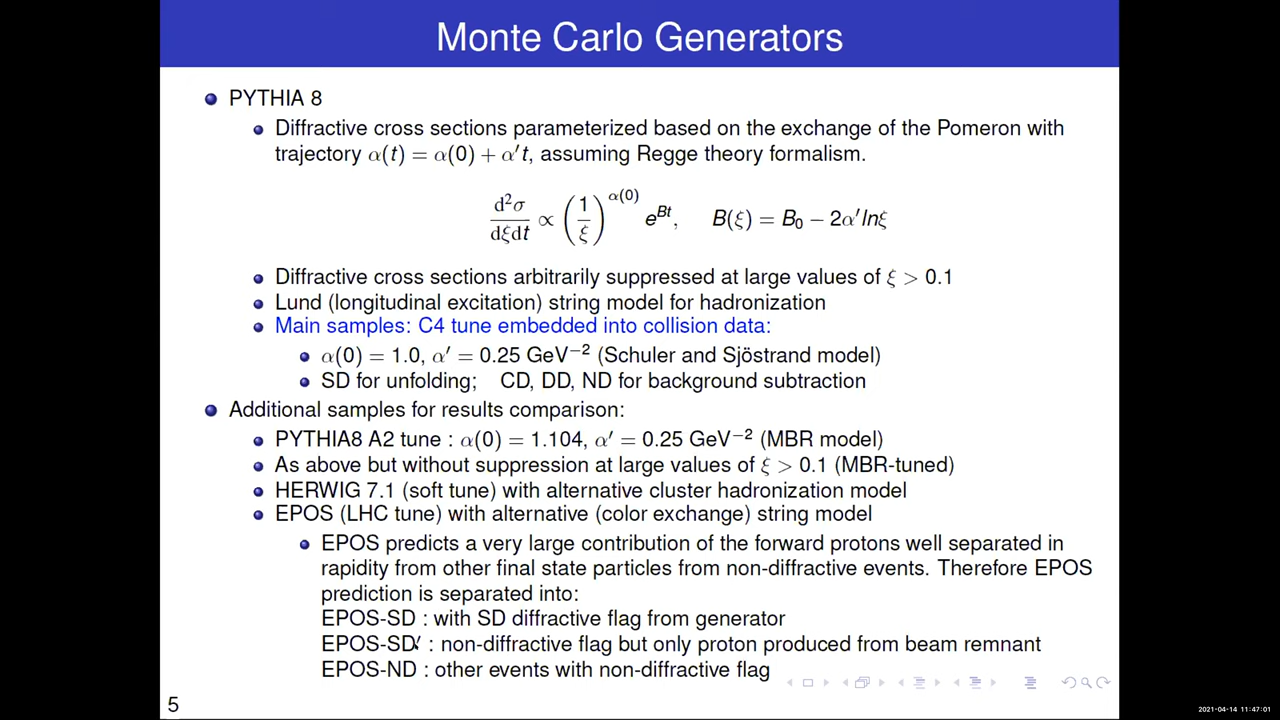 Monte Carlo Generators
PYTHIA 8
Diffractive cross sections parameterized based on the exchange of the Pomeron with
trajectory α(t) = α(0) + α′t, assuming Regge theory formalism.
d²σ/dξdt ∝ (1/ξ)^α(0) e^Bt, B(ξ) = B₀ − 2α′lnξ
Diffractive cross sections arbitrarily suppressed at large values of ξ > 0.1
Lund (longitudinal excitation) string model for hadronization
Main samples: C4 tune embedded into collision data:
α(0) = 1.0, α′ = 0.25 GeV⁻² (Schuler and Sjöstrand model)
SD for unfolding; CD, DD, ND for background subtraction
Additional samples for results comparison:
PYTHIA8 A2 tune : α(0) = 1.104, α′ = 0.25 GeV⁻² (MBR model)
As above but without suppression at large values of ξ > 0.1 (MBR-tuned)
HERWIG 7.1 (soft tune) with alternative cluster hadronization model
EPOS (LHC tune) with alternative (color exchange) string model
EPOS predicts a very large contribution of the forward protons well separated in
rapidity from other final state particles from non-diffractive events. Therefore EPOS
prediction is separated into:
EPOS-SD : with SD diffractive flag from generator
EPOS-SD′ : non-diffractive flag but only proton produced from beam remnant
EPOS-ND : other events with non-diffractive flag
5
2021-04-14 11:47:01